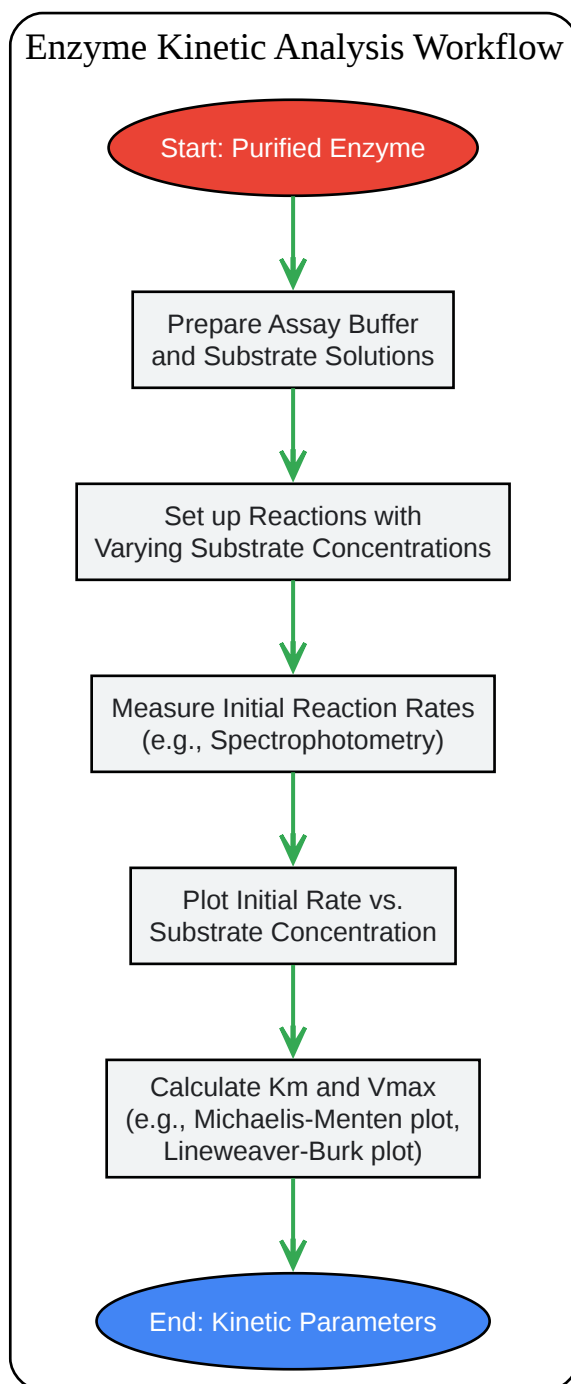 Enzyme Kinetic Analysis Workflow
Start: Purified Enzyme
Prepare Assay Buffer
and Substrate Solutions
Set up Reactions with
Varying Substrate Concentrations
Measure Initial Reaction Rates
(e.g., Spectrophotometry)
Plot Initial Rate vs.
Substrate Concentration
Calculate Km and Vmax
(e.g., Michaelis-Menten plot,
Lineweaver-Burk plot)
End: Kinetic Parameters